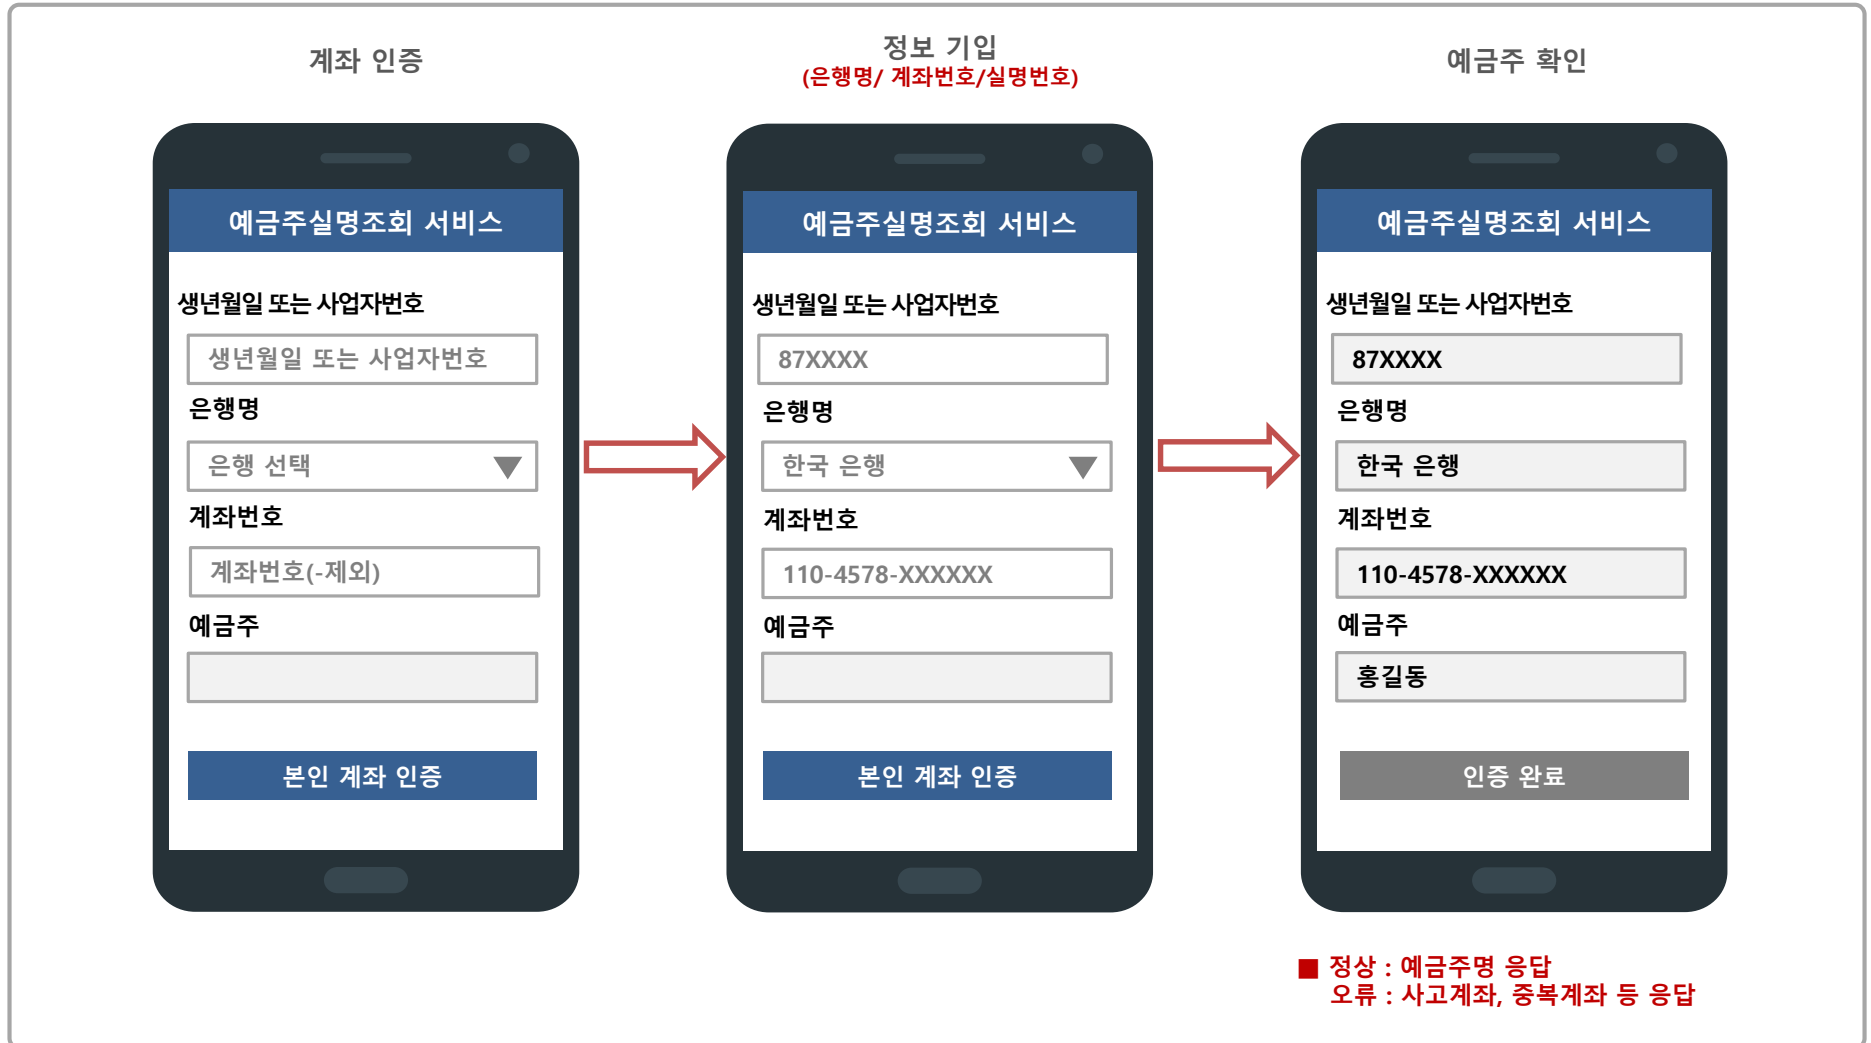 계좌 인증
정보 기입
(은행명/ 계좌번호/실명번호)
예금주 확인
예금주실명조회 서비스
생년월일 또는 사업자번호
생년월일 또는 사업자번호
은행명
은행 선택
계좌번호
계좌번호(-제외)
예금주
본인 계좌 인증
예금주실명조회 서비스
생년월일 또는 사업자번호
87XXXX
은행명
한국 은행
계좌번호
110-4578-XXXXXX
예금주
본인 계좌 인증
예금주실명조회 서비스
생년월일 또는 사업자번호
87XXXX
은행명
한국 은행
계좌번호
110-4578-XXXXXX
예금주
홍길동
인증 완료
■ 정상 : 예금주명 응답
오류 : 사고계좌, 중복계좌 등 응답